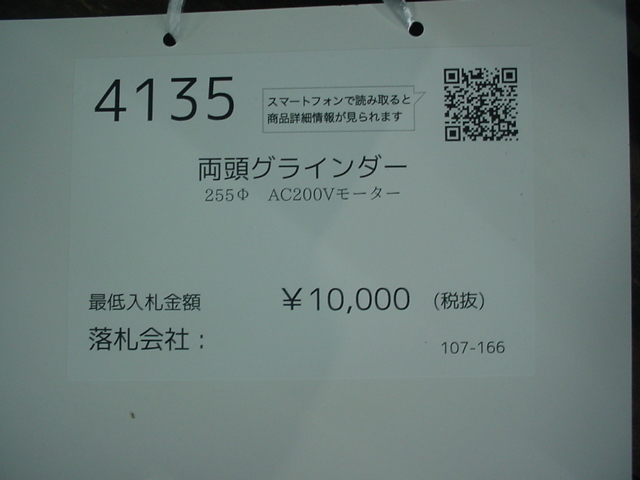 4135
スマートフォンで読み取ると
商品詳細情報が見られます
両頭グラインダー
255Φ　AC200Vモーター
最低入札金額　￥10,000　(税抜)
落札会社：
107-166